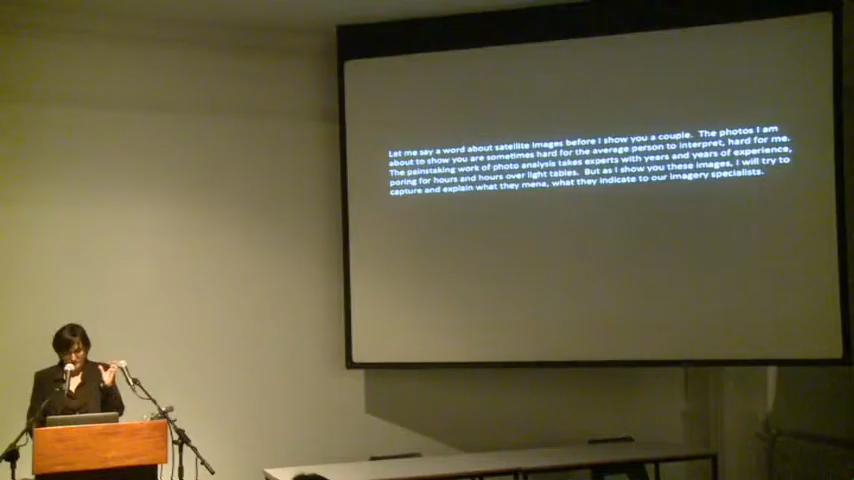 Let me say a word about satellite images before I show you a couple. The photos I am
about to show you are sometimes hard for the average person to interpret, hard for me.
The painstaking work of photo analysis takes experts with years and years of experience,
poring for hours and hours over light tables. But as I show you these images, I will try to
capture and explain what they mena, what they indicate to our imagery specialists.